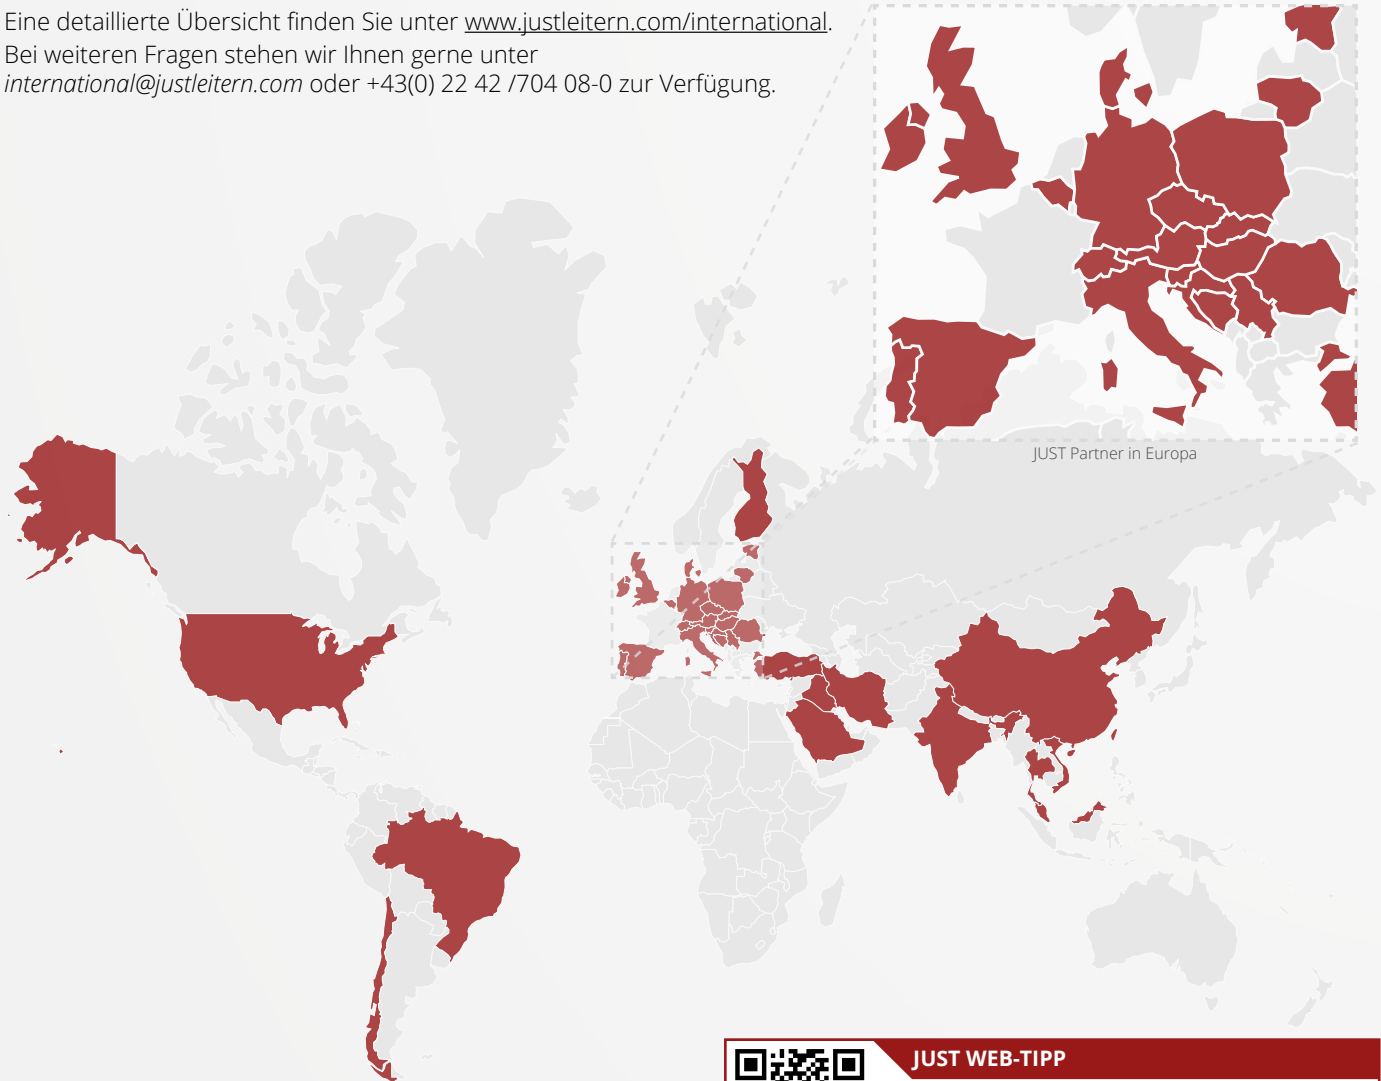 Eine detaillierte Übersicht finden Sie unter www.justleitern.com/international.
Bei weiteren Fragen stehen wir Ihnen gerne unter
international@justleitern.com oder +43(0) 22 42 /704 08-0 zur Verfügung.
JUST Partner in Europa
JUST WEB-TIPP